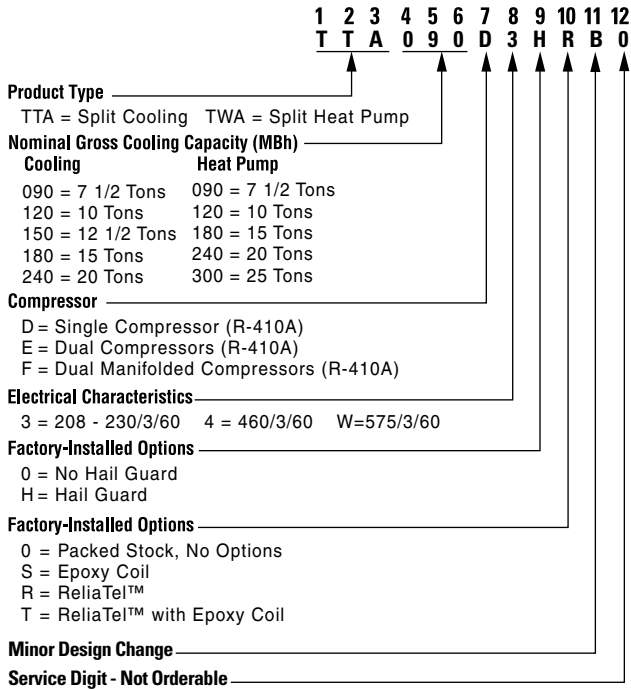 1 2 3 4 5 6 7 8 9 10 11 12
T T A 0 9 0 D 3 H R B 0
Product Type
TTA = Split Cooling TWA = Split Heat Pump
Nominal Gross Cooling Capacity (MBh)
Cooling Heat Pump
090 = 7 1/2 Tons 090 = 7 1/2 Tons
120 = 10 Tons 120 = 10 Tons
150 = 12 1/2 Tons 180 = 15 Tons
180 = 15 Tons 240 = 20 Tons
240 = 20 Tons 300 = 25 Tons
Compressor
D = Single Compressor (R-410A)
E = Dual Compressors (R-410A)
F = Dual Manifolded Compressors (R-410A)
Electrical Characteristics
3 = 208 - 230/3/60 4 = 460/3/60 W=575/3/60
Factory-Installed Options
0 = No Hail Guard
H = Hail Guard
Factory-Installed Options
0 = Packed Stock, No Options
S = Epoxy Coil
R = ReliaTel™
T = ReliaTel™ with Epoxy Coil
Minor Design Change
Service Digit - Not Orderable